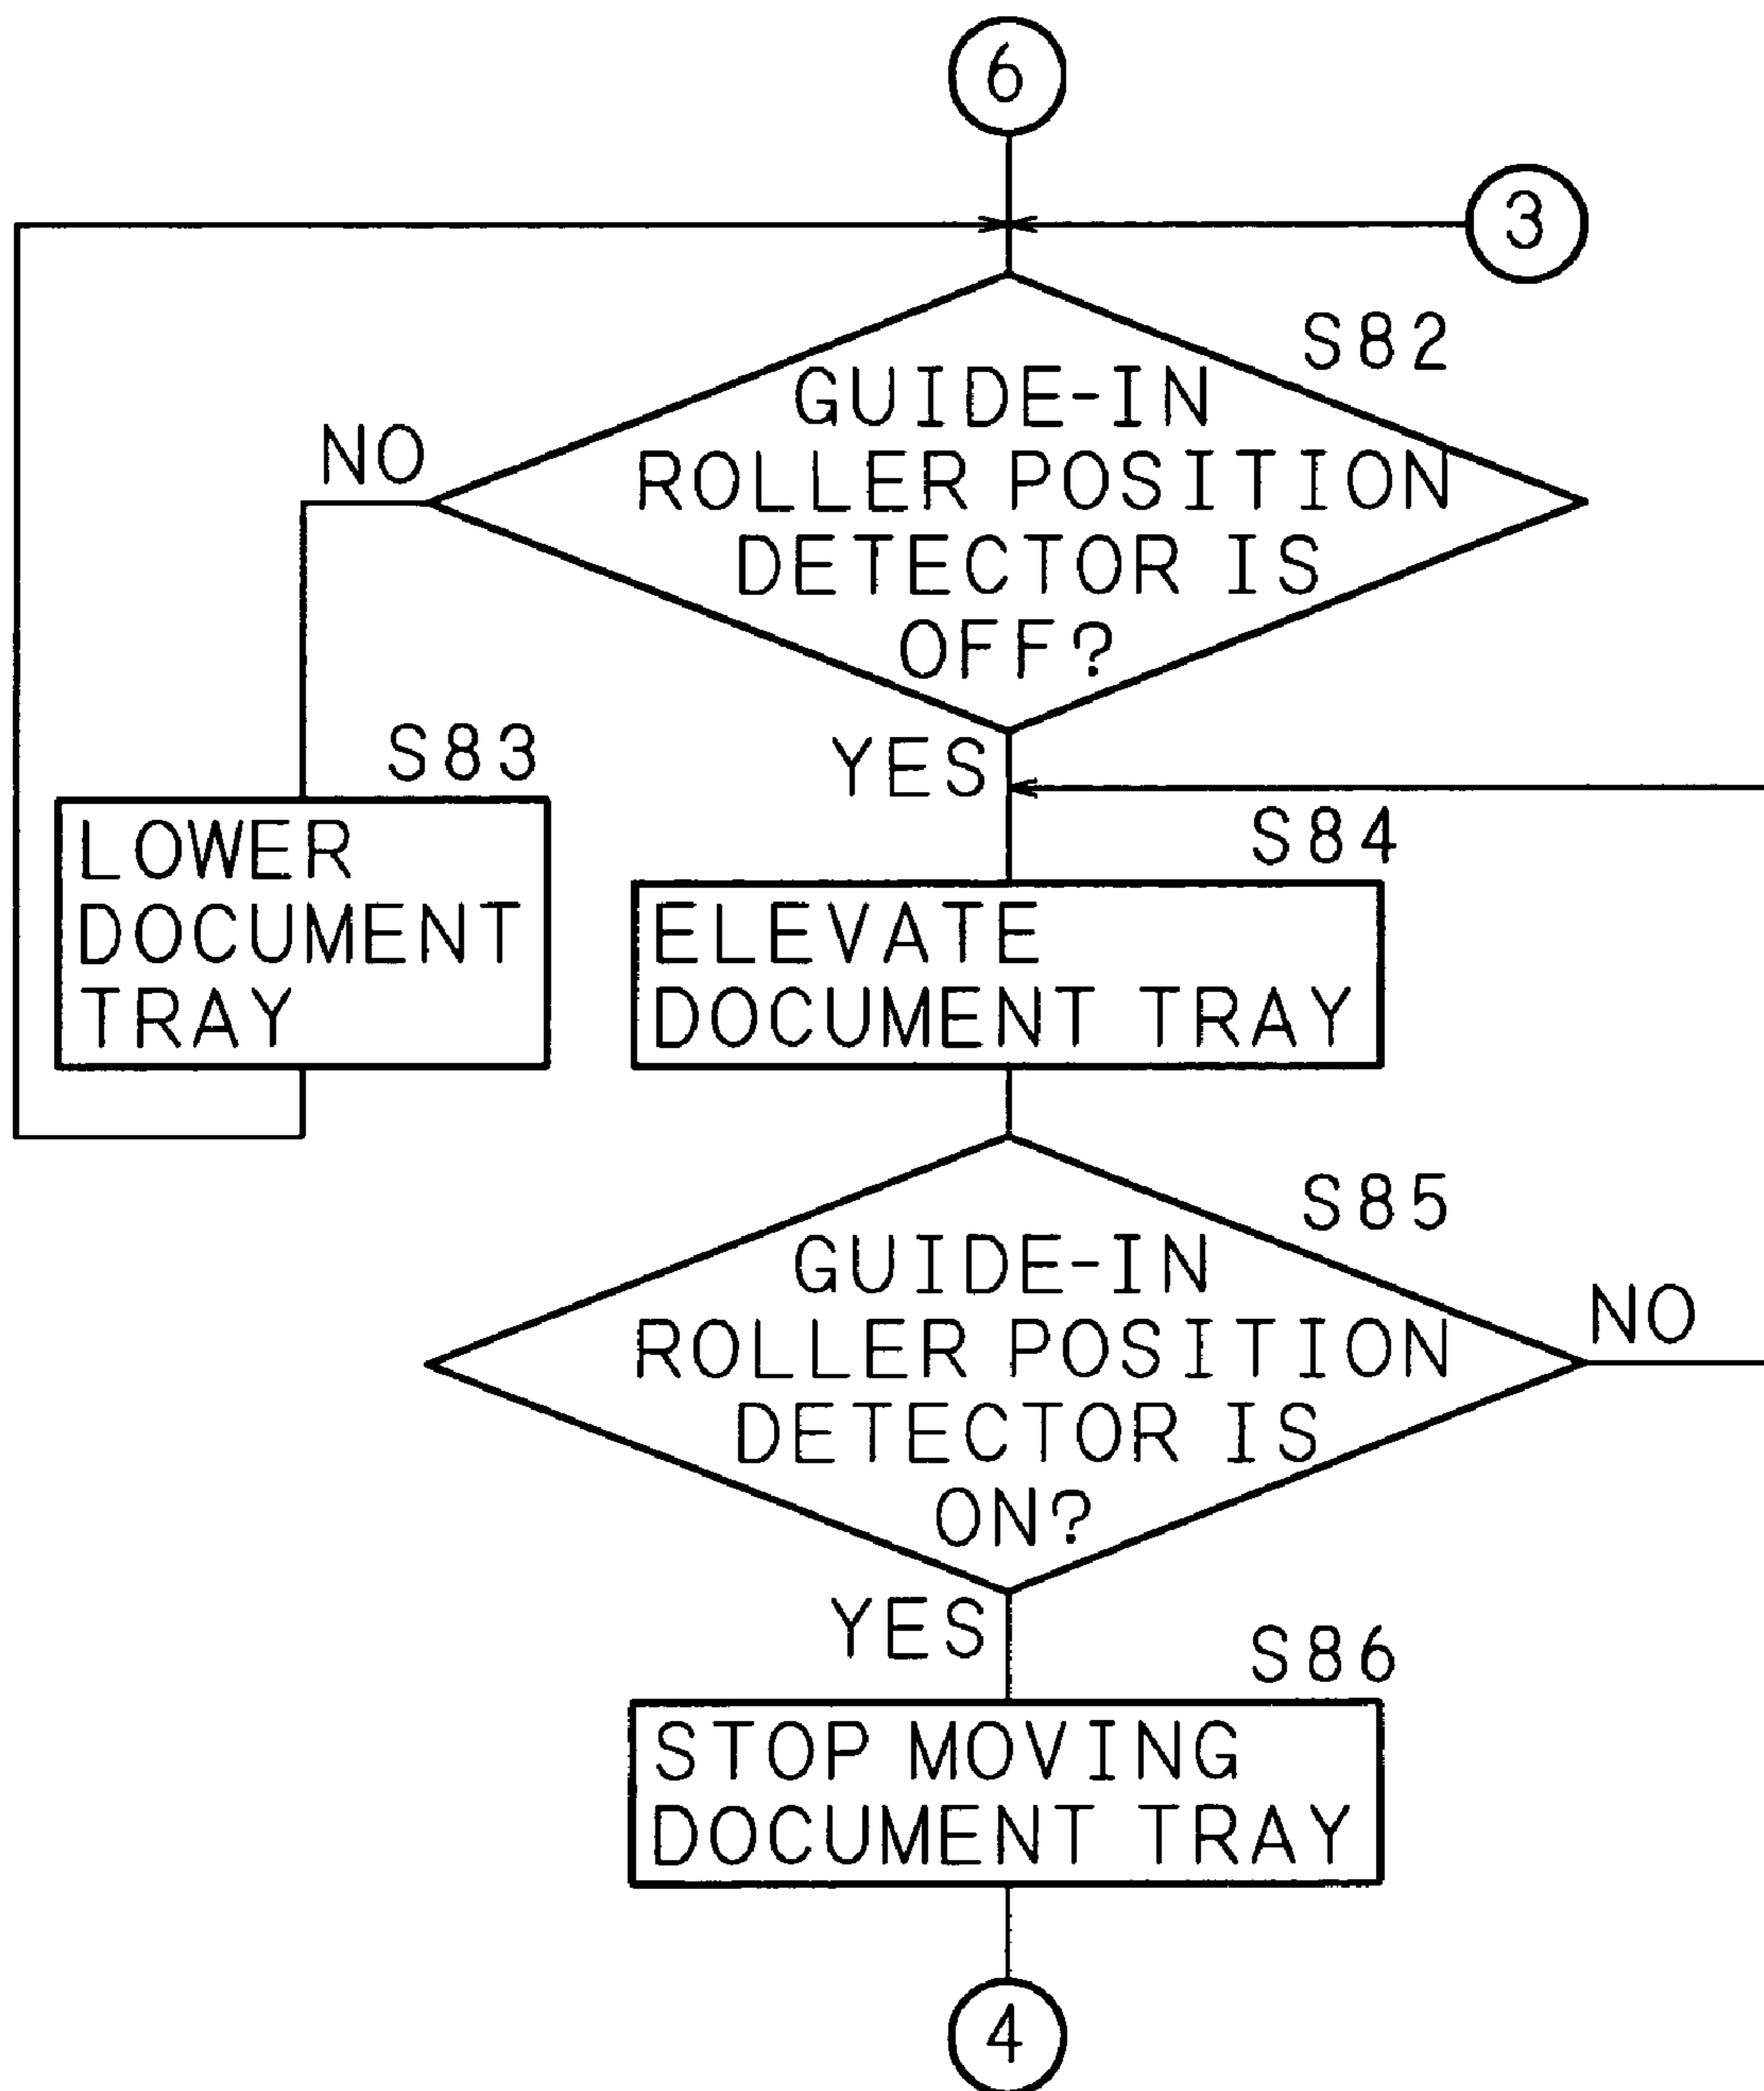 6
3
S82
GUIDE-IN
ROLLER POSITION
DETECTOR IS
OFF?
NO
YES
S83
LOWER
DOCUMENT
TRAY
S84
ELEVATE
DOCUMENT TRAY
S85
GUIDE-IN
ROLLER POSITION
DETECTOR IS
ON?
NO
YES
S86
STOP MOVING
DOCUMENT TRAY
4